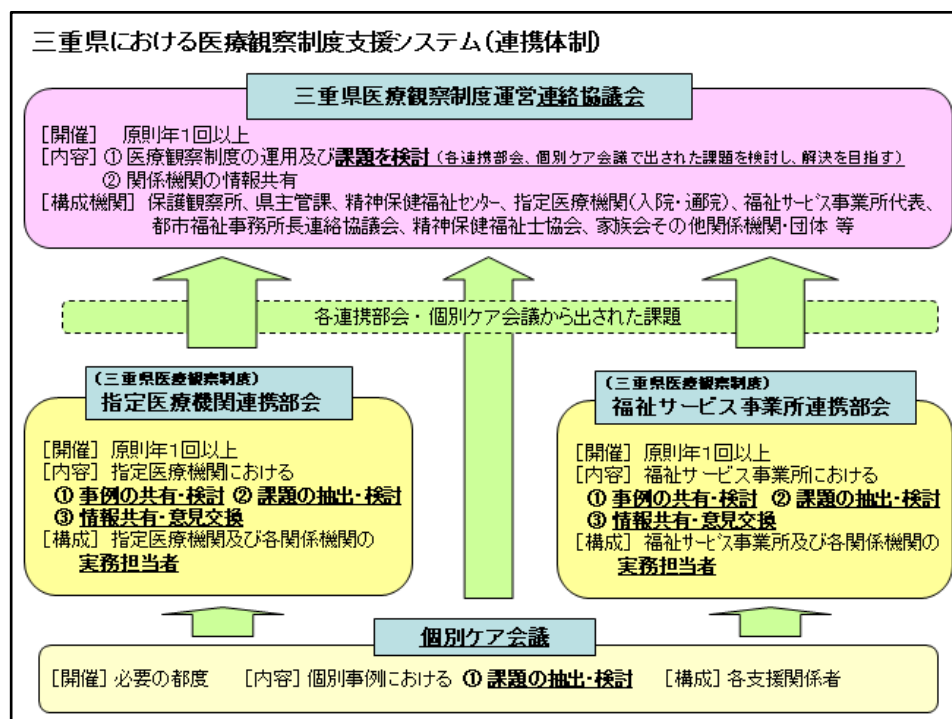 三重県における医療観察制度支援システム(連携体制)
三重県医療観察制度運営連絡協議会
[開催] 原則年1回以上
[内容] ① 医療観察制度の運用及び課題を検討 (各連携部会、個別ケア会議で出された課題を検討し、解決を目指す)
② 関係機関の情報共有
[構成機関] 保護観察所、県主管課、精神保健福祉センター、指定医療機関(入院・通院)、福祉サービス事業所代表、
都市福祉事務所長連絡協議会、精神保健福祉士協会、家族会その他関係機関・団体 等
各連携部会・個別ケア会議から出された課題
(三重県医療観察制度)
指定医療機関連携部会
[開催] 原則年1回以上
[内容] 指定医療機関における
① 事例の共有・検討 ② 課題の抽出・検討
③ 情報共有・意見交換
[構成] 指定医療機関及び各関係機関の
実務担当者
(三重県医療観察制度)
福祉サービス事業所連携部会
[開催] 原則年1回以上
[内容] 福祉サービス事業所における
① 事例の共有・検討 ② 課題の抽出・検討
③ 情報共有・意見交換
[構成] 福祉サービス事業所及び各関係機関の
実務担当者
個別ケア会議
[開催] 必要の都度 [内容] 個別事例における ① 課題の抽出・検討 [構成] 各支援関係者